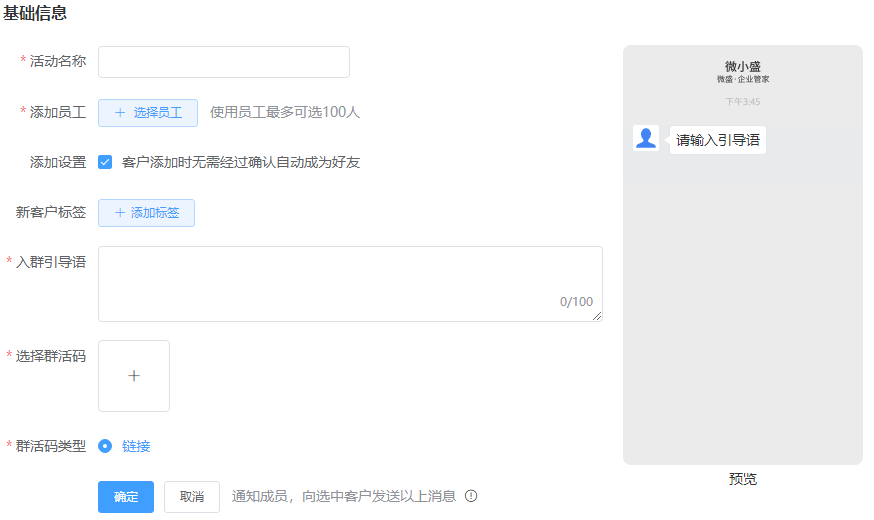 基础信息
* 活动名称
* 添加员工 + 选择员工 使用员工最多可选100人
添加设置 客户添加时无需经过确认自动成为好友
新客户标签 + 添加标签
* 入群引导语
0/100
* 选择群活码
+
* 群活码类型 链接
确定 取消 通知成员，向选中客户发送以上消息
微小盛
微盛·企业管家
下午3:45
请输入引导语
预览